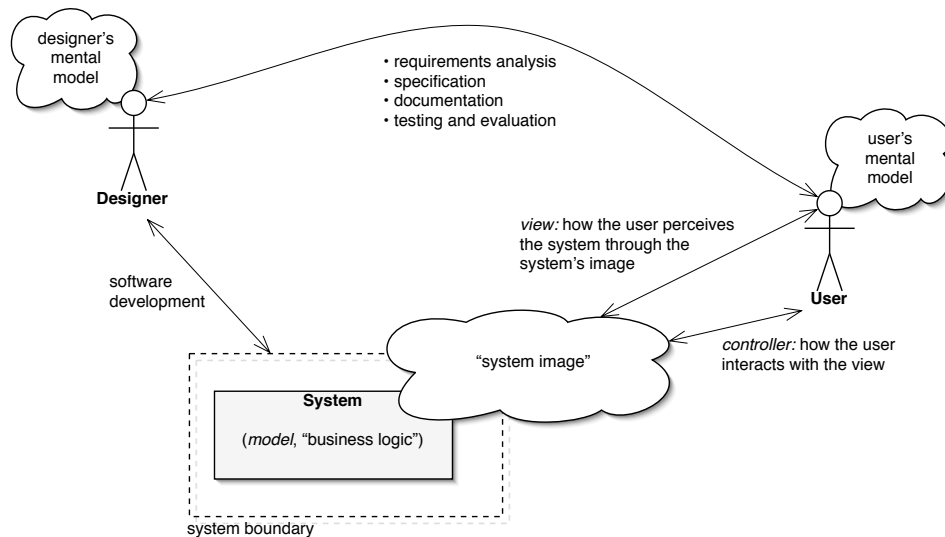 designer's
mental
model
• requirements analysis
• specification
• documentation
• testing and evaluation
user's
mental
model
Designer
view: how the user perceives
the system through the
system's image
software
development
User
"system image"
controller: how the user
interacts with the view
System
(model, "business logic")
system boundary